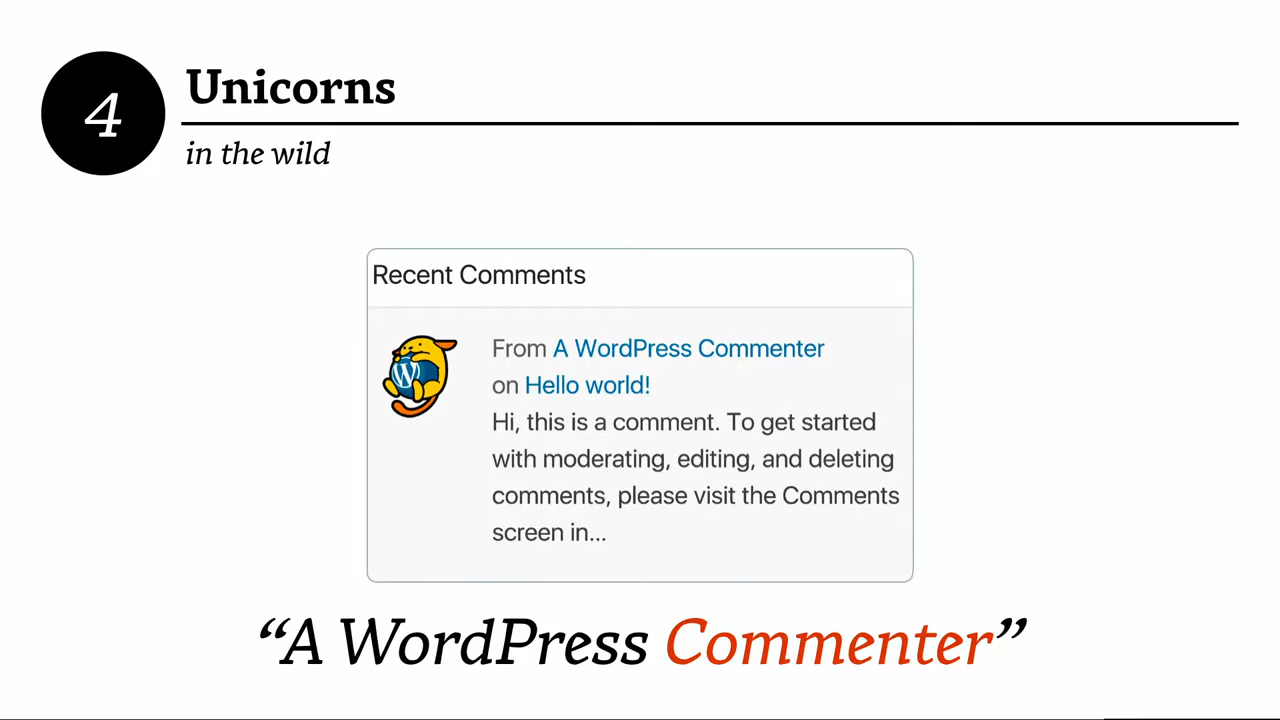 4
Unicorns
in the wild
Recent Comments
From A WordPress Commenter
on Hello world!
Hi, this is a comment. To get started
with moderating, editing, and deleting
comments, please visit the Comments
screen in...
“A WordPress Commenter”